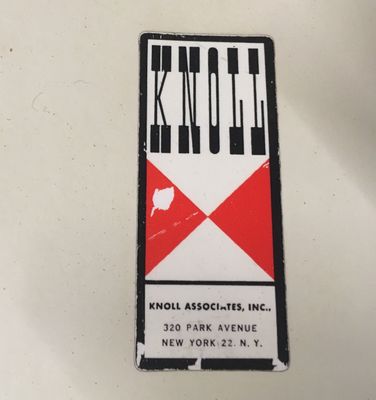 KNOLL
KNOLL ASSOCIATES, INC.,
320 PARK AVENUE
NEW YORK 22, N. Y.